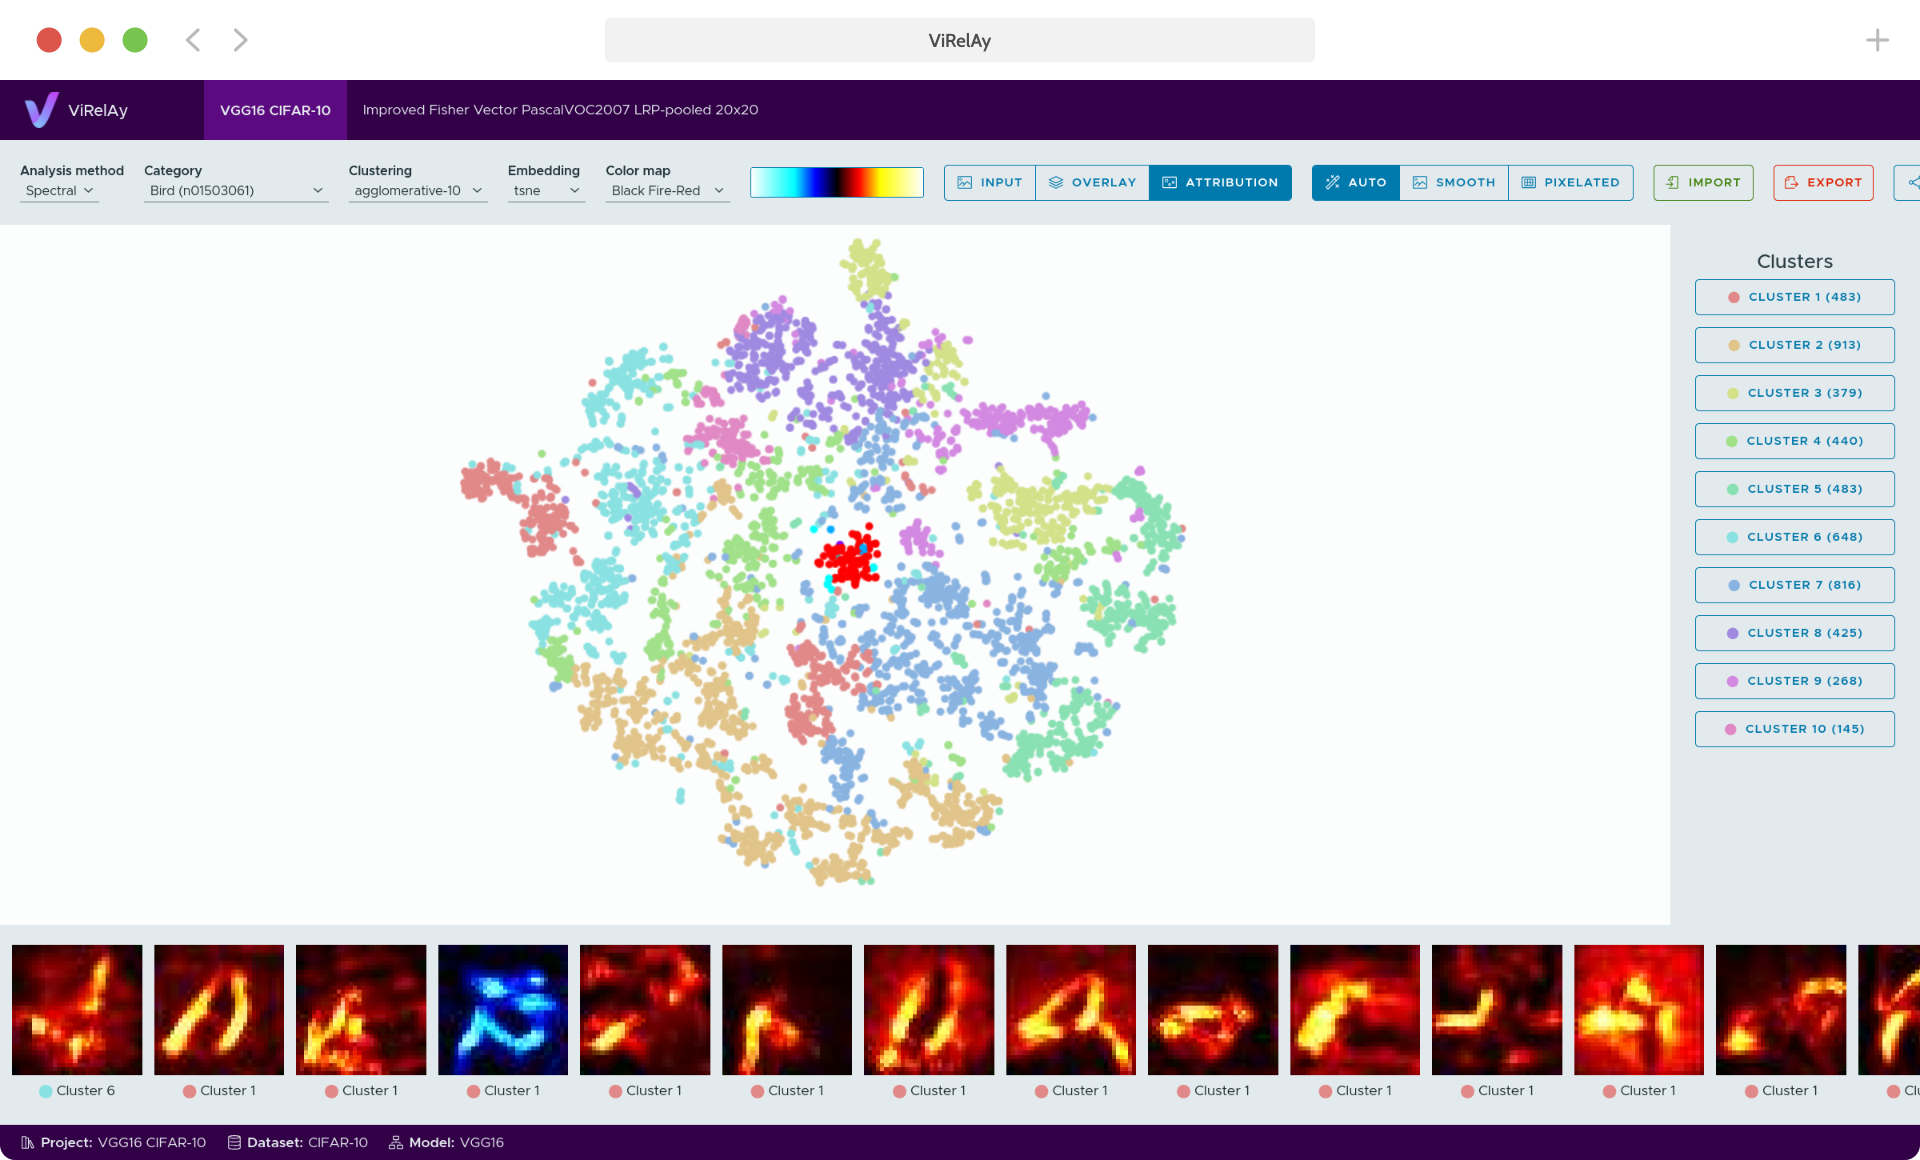 ViRelAy
ViRelAy
VGG16 CIFAR-10
Improved Fisher Vector PascalVOC2007 LRP-pooled 20x20
Analysis method
Spectral
Category
Bird (n01503061)
Clustering
agglomerative-10
Embedding
tsne
Color map
Black Fire-Red
INPUT
OVERLAY
ATTRIBUTION
AUTO
SMOOTH
PIXELATED
IMPORT
EXPORT
Clusters
CLUSTER 1 (483)
CLUSTER 2 (913)
CLUSTER 3 (379)
CLUSTER 4 (440)
CLUSTER 5 (483)
CLUSTER 6 (648)
CLUSTER 7 (816)
CLUSTER 8 (425)
CLUSTER 9 (268)
CLUSTER 10 (145)
Cluster 6
Cluster 1
Cluster 1
Cluster 1
Cluster 1
Cluster 1
Cluster 1
Cluster 1
Cluster 1
Cluster 1
Cluster 1
Cluster 1
Cluster 1
Project: VGG16 CIFAR-10
Dataset: CIFAR-10
Model: VGG16